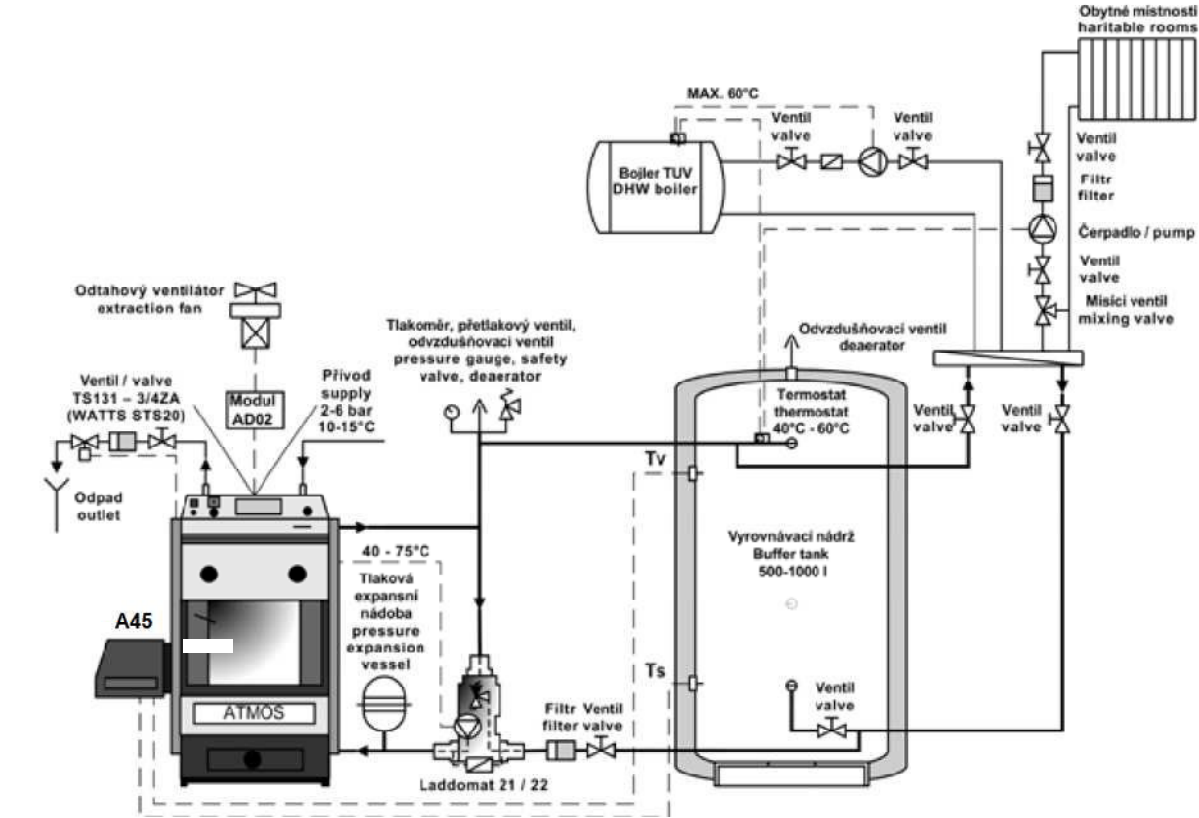 Obytné místnosti
haritable rooms
MAX. 60°C
Ventil
valve
Ventil
valve
Bojler TUV
DHW boiler
Ventil
valve
Filtr
filter
Čerpadlo / pump
Ventil
valve
Misící ventil
mixing valve
Odtahový ventilátor
extraction fan
Tlakoměr, přetlakový ventil,
odvzdušňovací ventil
pressure gauge, safety
valve, deaerator
Odvzdušňovací ventil
deaerator
Ventil / valve
TS131 – 3/4ZA
(WATTS STS20)
Modul
AD02
Přívod
supply
2-6 bar
10-15°C
Termostat
thermostat
40°C - 60°C
Ventil
valve
Ventil
valve
Tv
Odpad
outlet
40 - 75°C
Vyrovnávací nádrž
Buffer tank
500-1000 l
Tlaková
expansní
nádoba
pressure
expansion
vessel
A45
Ts
ATMOS
Filtr Ventil
filter valve
Ventil
valve
Laddomat 21 / 22